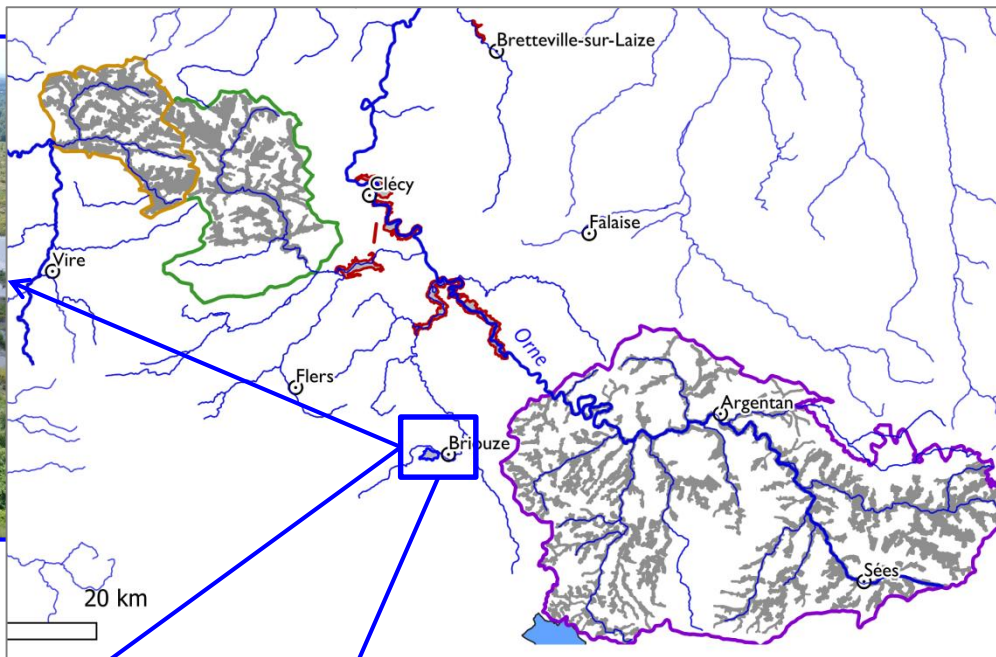 Bretteville-sur-Laize
Clécy
Falaise
Vire
Orne
Flers
Argentan
Briouze
Sées
20 km